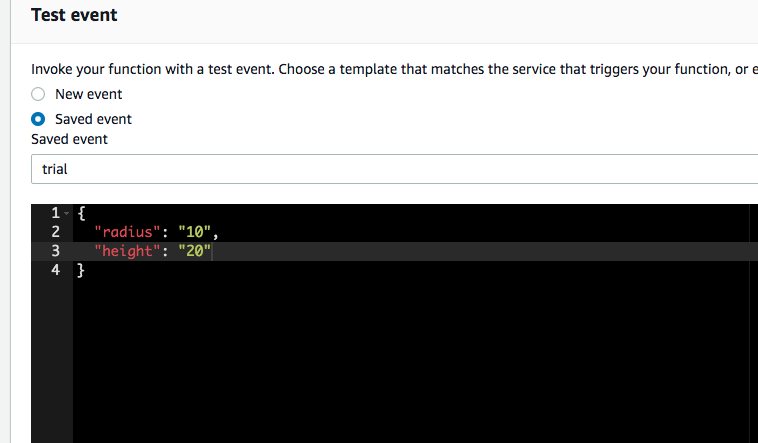 Test event
Invoke your function with a test event. Choose a template that matches the service that triggers your function, or e
New event
Saved event
Saved event
trial
1 {
2 "radius": "10",
3 "height": "20"
4 }